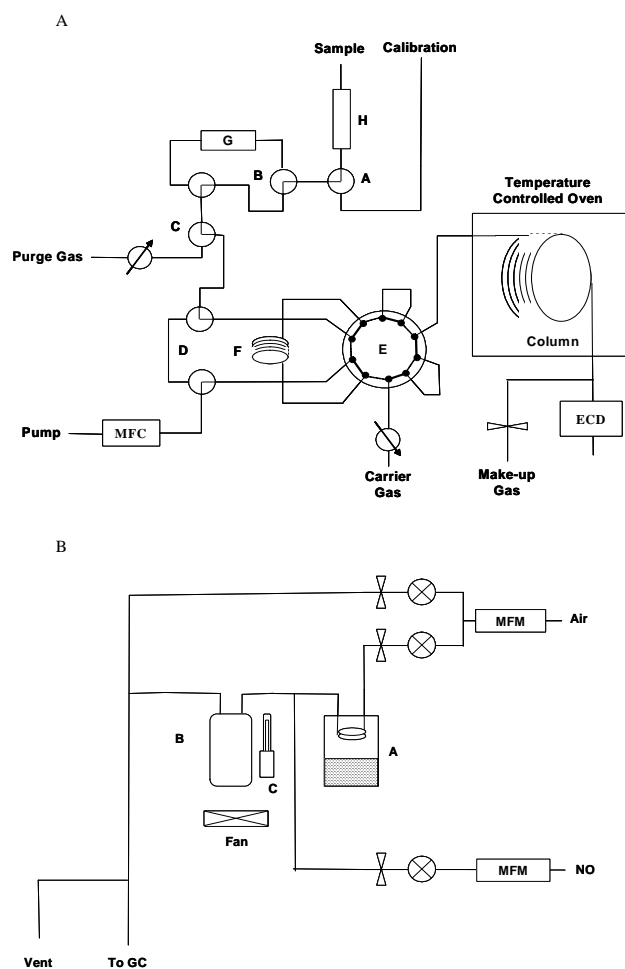 A
Sample Calibration
H
G
B A
Temperature
Controlled Oven
C
Purge Gas
D F E
Column
Pump MFC
ECD
Carrier
Gas
Make-up
Gas
B
MFM Air
MFM
B A
C
Fan
NO
Vent To GC